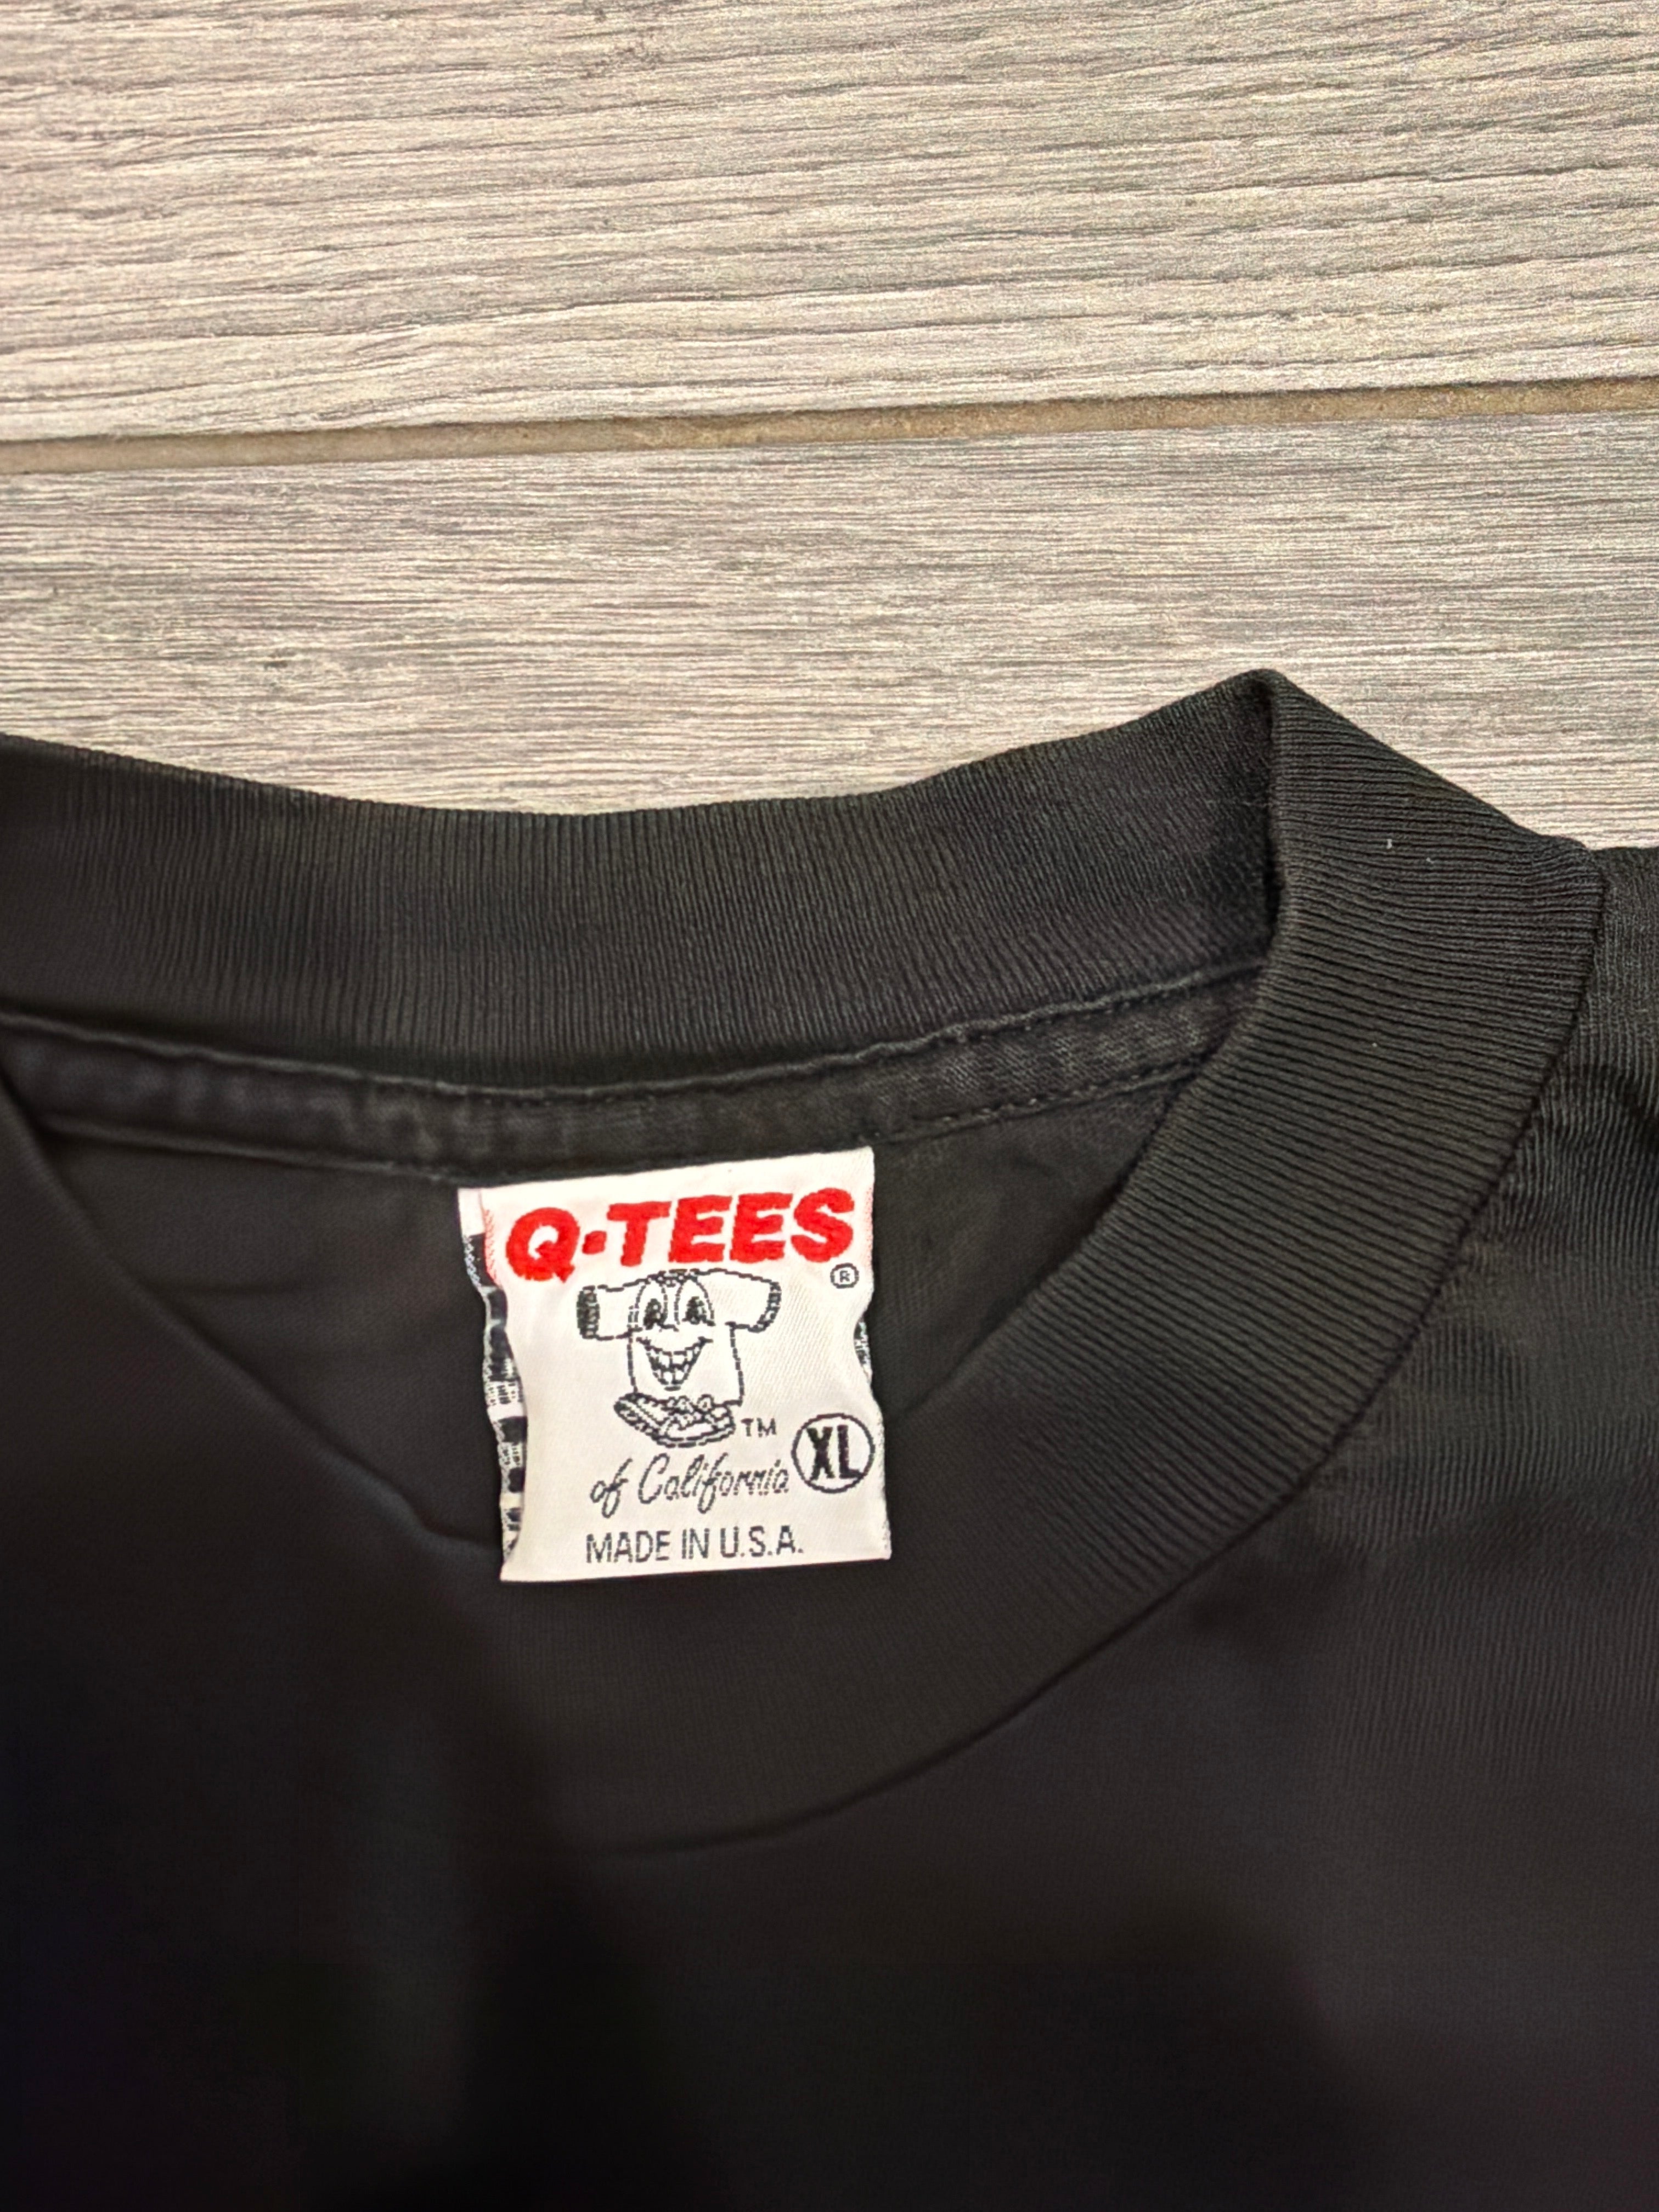 Q·TEES
®
TM
XL
of California
MADE IN U.S.A.